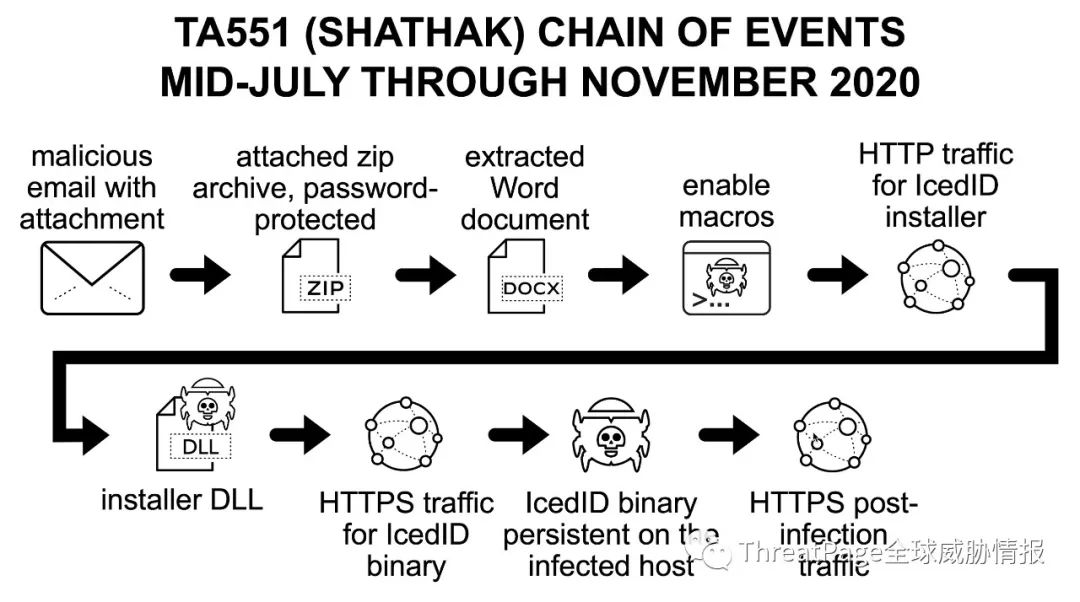 TA551 (SHATHAK) CHAIN OF EVENTS
MID-JULY THROUGH NOVEMBER 2020
malicious
email with
attachment
attached zip
archive, password-
protected
extracted
Word
document
enable
macros
HTTP traffic
for IcedID
installer
ZIP
DOCX
>_...
DLL
installer DLL
HTTPS traffic
for IcedID
binary
IcedID binary
persistent on the
infected host
HTTPS post-
infection
traffic
ThreatPage全球威胁情报